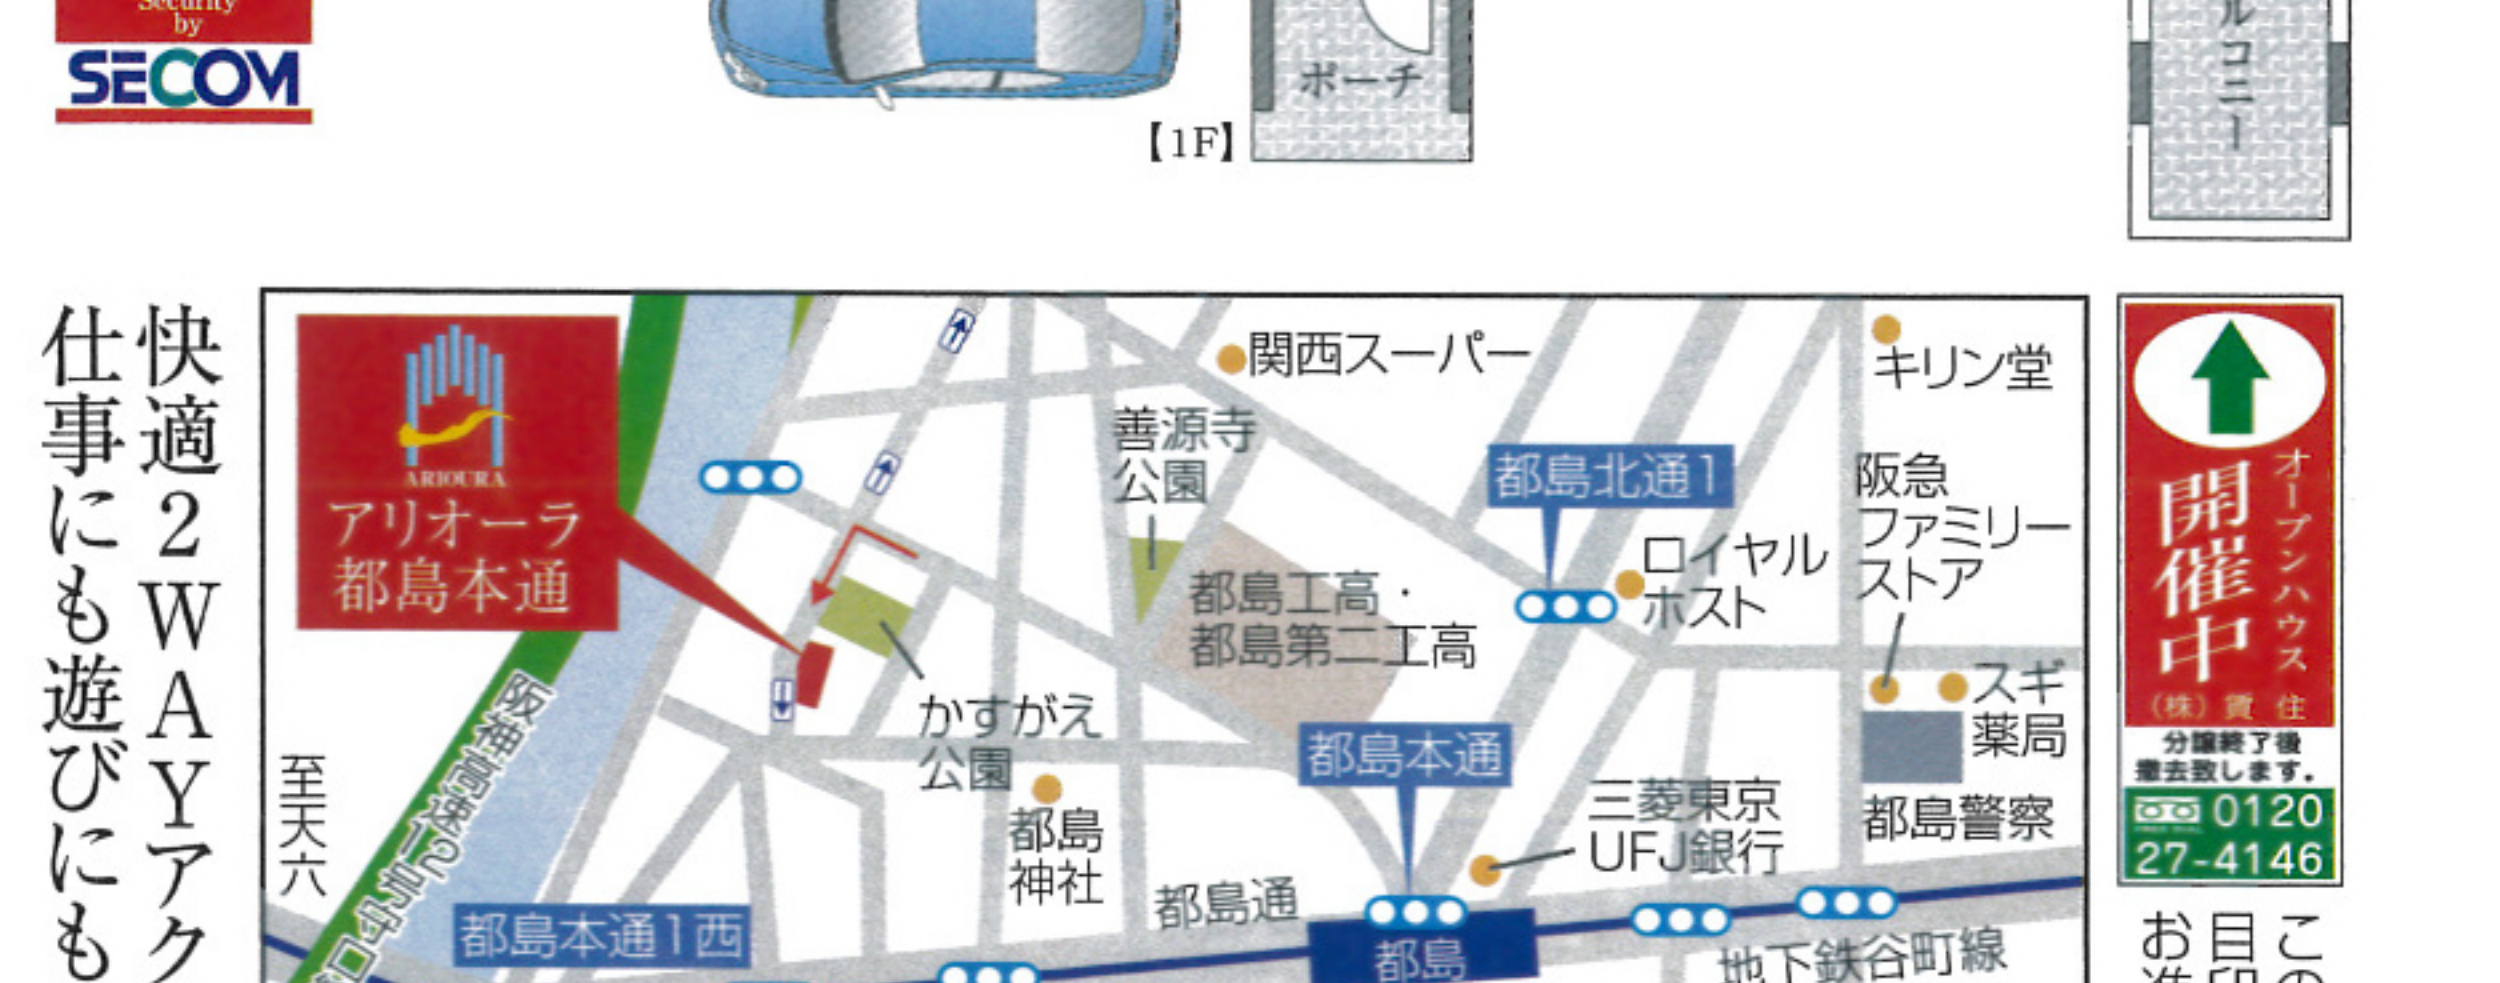 Security
by
SECOM
ポーチ
【1F】
ルコニー
快適2WAYアク
仕事にも遊びにも
ARIOURA
アリオーラ
都島本通
関西スーパー
キリン堂
善源寺
公園
都島北通1
阪急
ファミリー
ストア
ロイヤル
ホスト
都島工高・
都島第二工高
スギ
薬局
かすがえ
公園
都島本通
三菱東京
UFJ銀行
都島警察
都島
神社
至天六
阪神高速12号守口
都島通
都島本通1西
都島
地下鉄谷町線
オープンハウス
開催中
(株)賃住
分譲終了後
撤去致します。
0120
27-4146
この
目印
お進